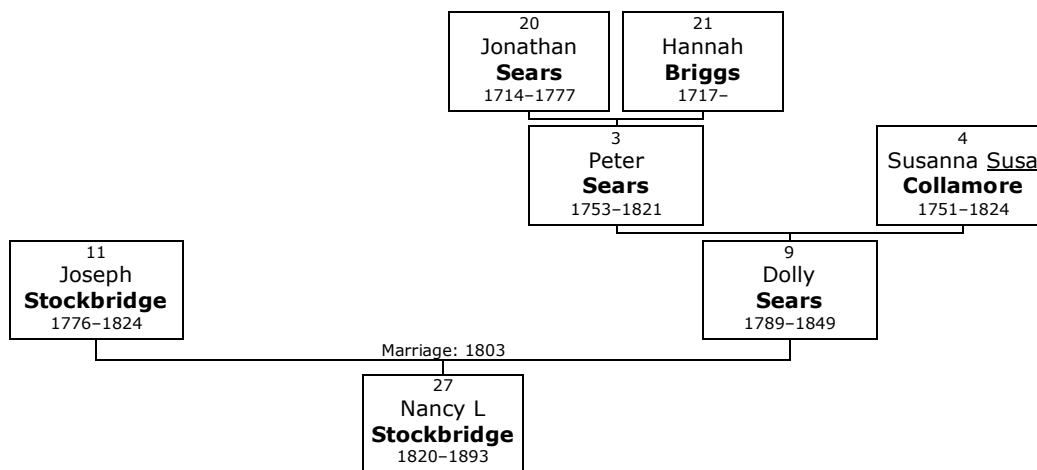 20
Jonathan
Sears
1714–1777
21
Hannah
Briggs
1717–
3
Peter
Sears
1753–1821
4
Susanna Susa
Collamore
1751–1824
11
Joseph
Stockbridge
1776–1824
9
Dolly
Sears
1789–1849
Marriage: 1803
27
Nancy L
Stockbridge
1820–1893